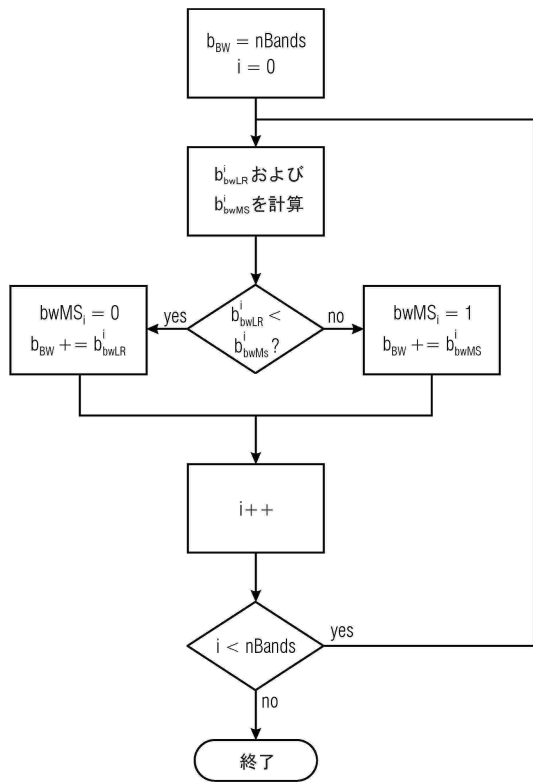 b_BW = nBands
i = 0
b^i_bwLR および
b^i_bwMS を計算
b^i_bwLR <
b^i_bwMs ?
yes
no
bwMS_i = 0
b_BW += b^i_bwLR
bwMS_i = 1
b_BW += b^i_bwMS
i++
i < nBands
yes
no
終了